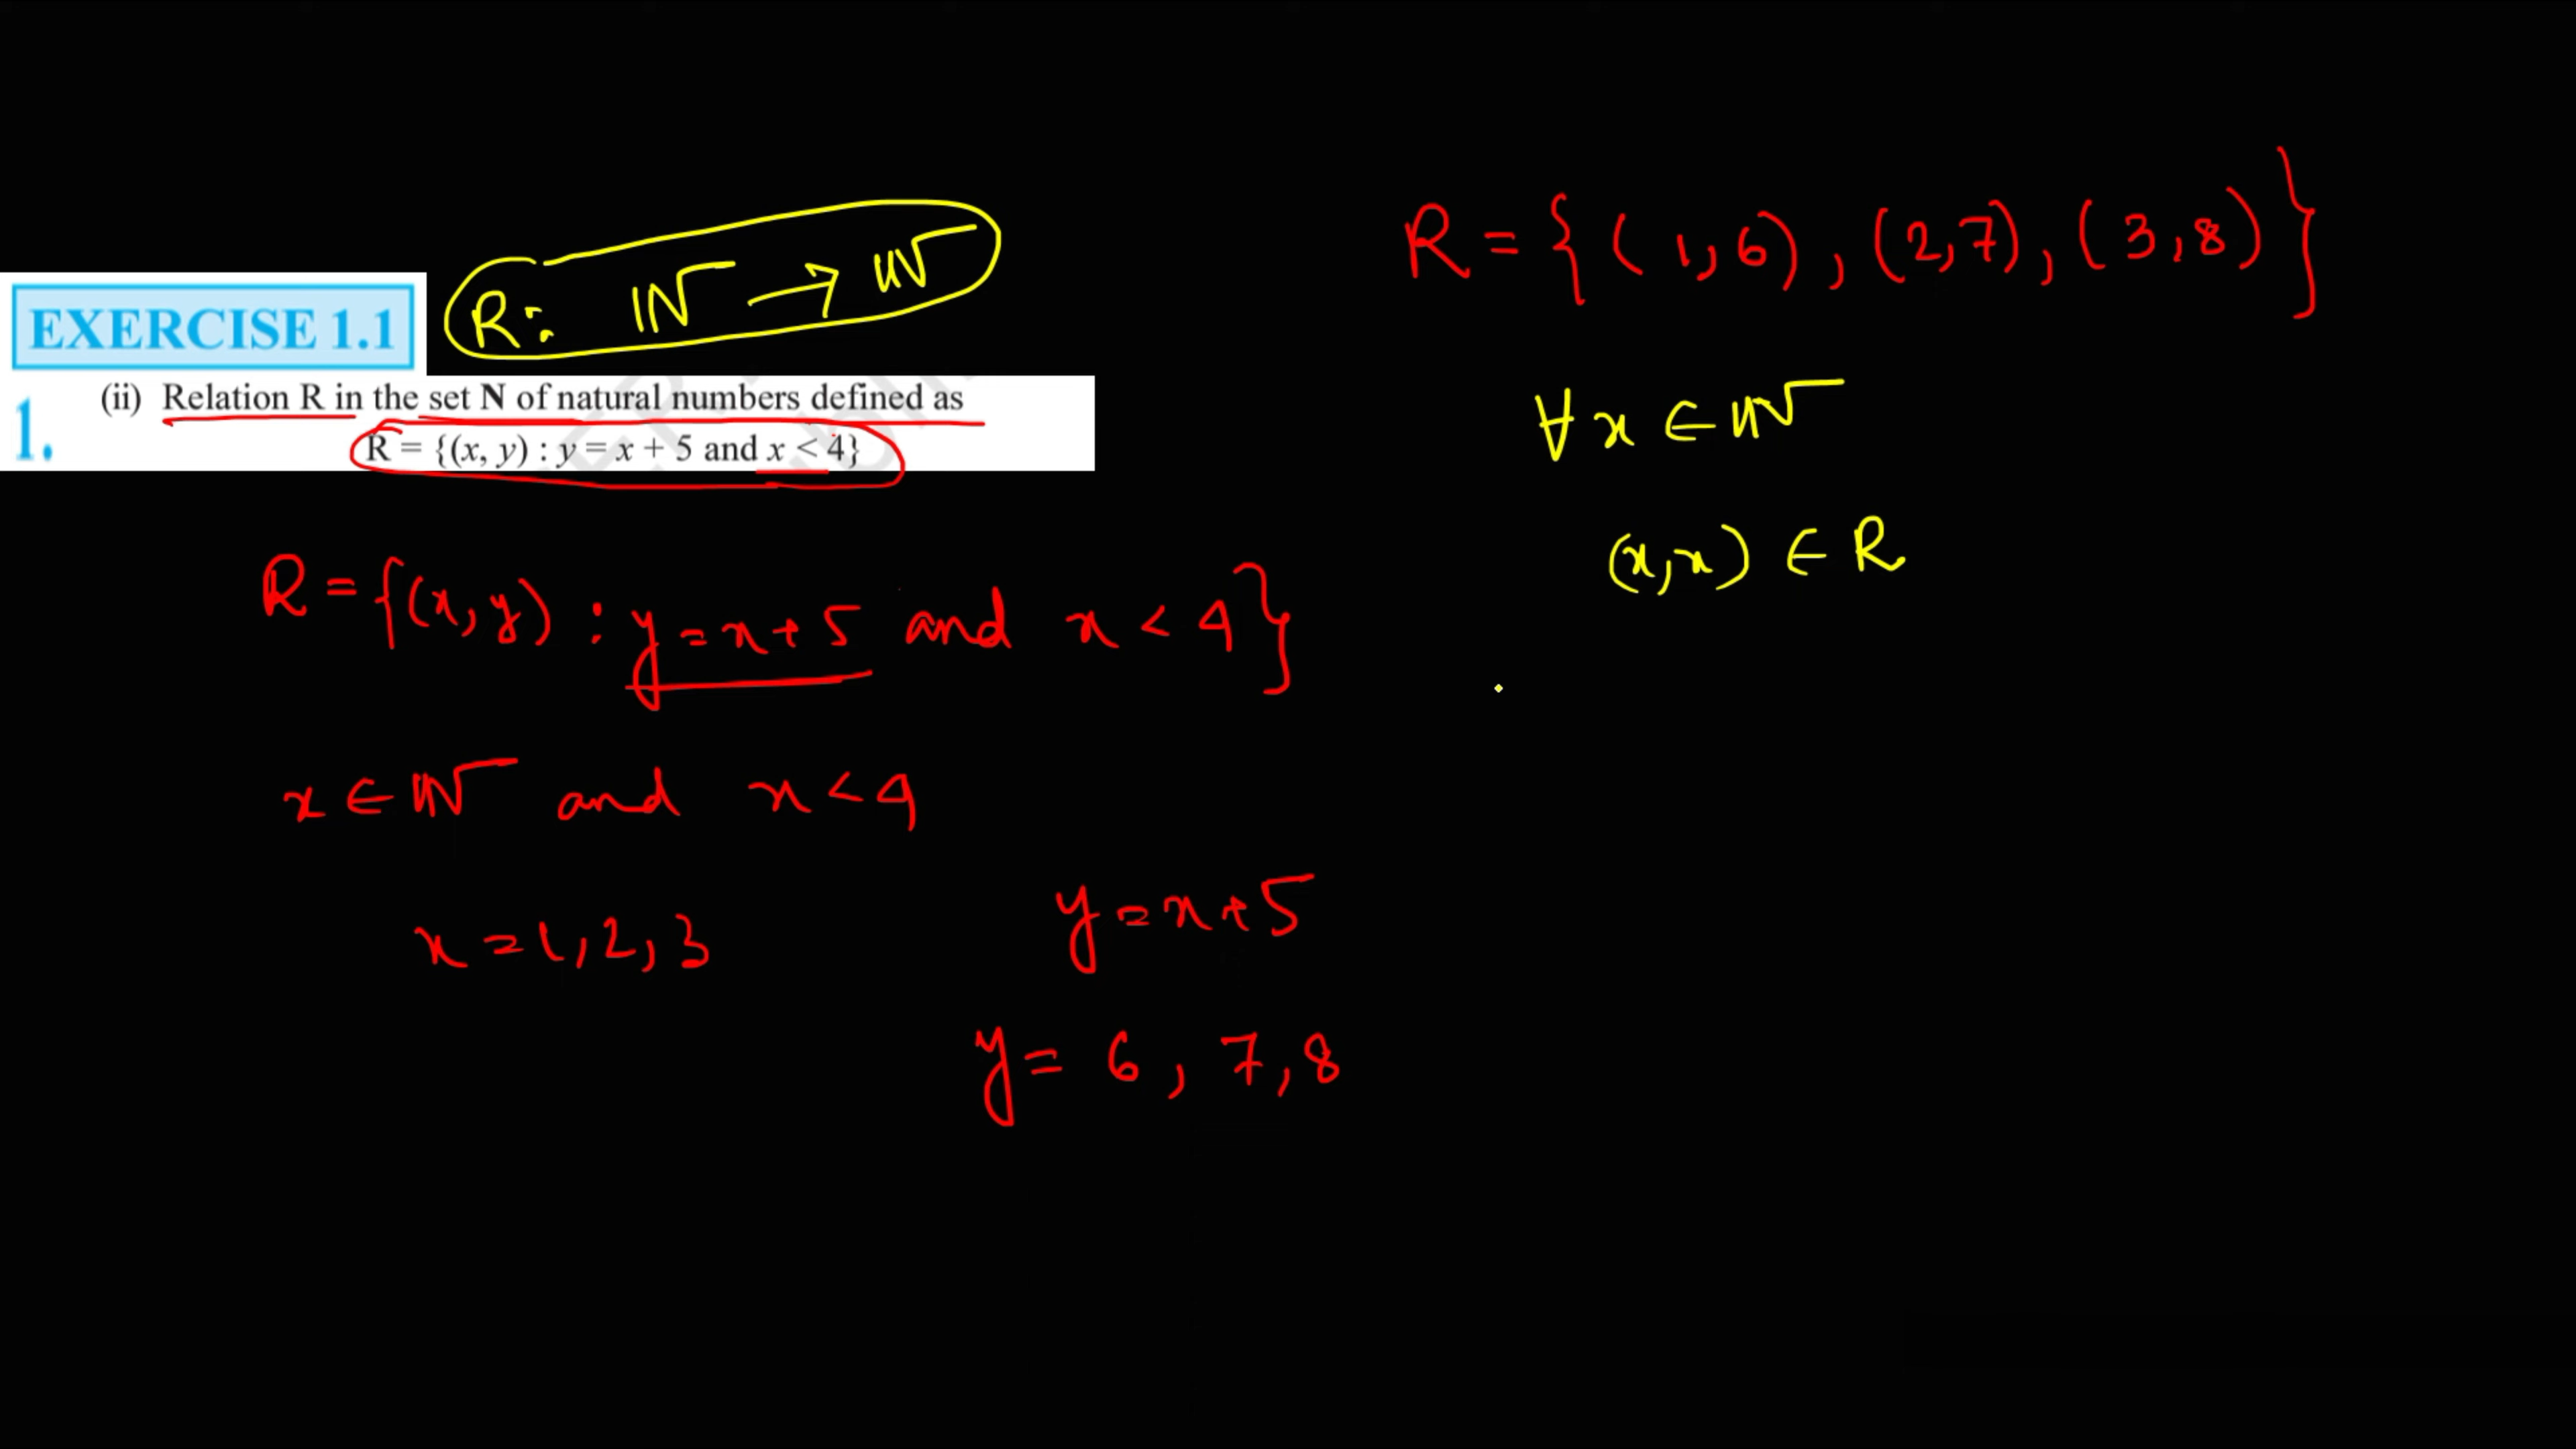 R: ℕ → ℕ
EXERCISE 1.1
1. (ii) Relation R in the set N of natural numbers defined as
R = {(x, y) : y = x + 5 and x < 4}
R = {(x, y) : y = x + 5 and x < 4}
x ∈ ℕ and x < 4
x = 1, 2, 3
y = x + 5
y = 6, 7, 8
R = { (1, 6), (2, 7), (3, 8) }
∀ x ∈ ℕ
(x, x) ∈ R